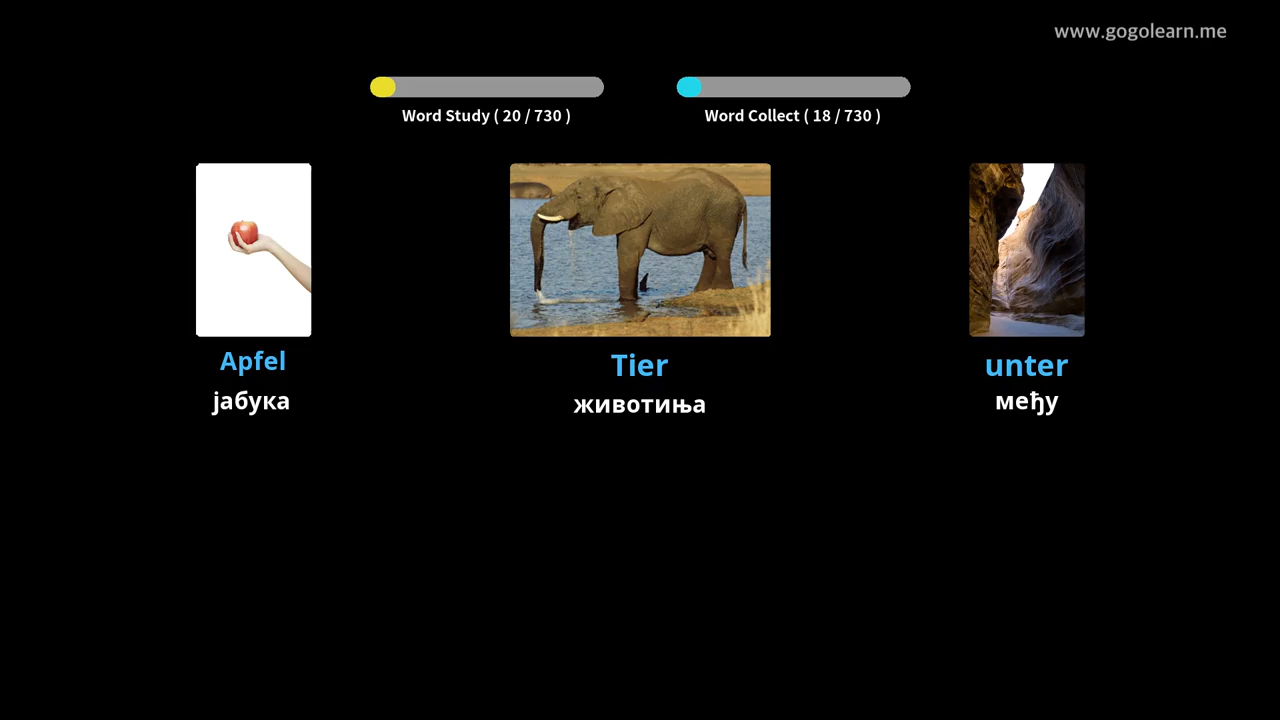 www.gogolearn.me
Word Study ( 20 / 730 )
Word Collect ( 18 / 730 )
Apfel
Tier
unter
јабука
животиња
међу